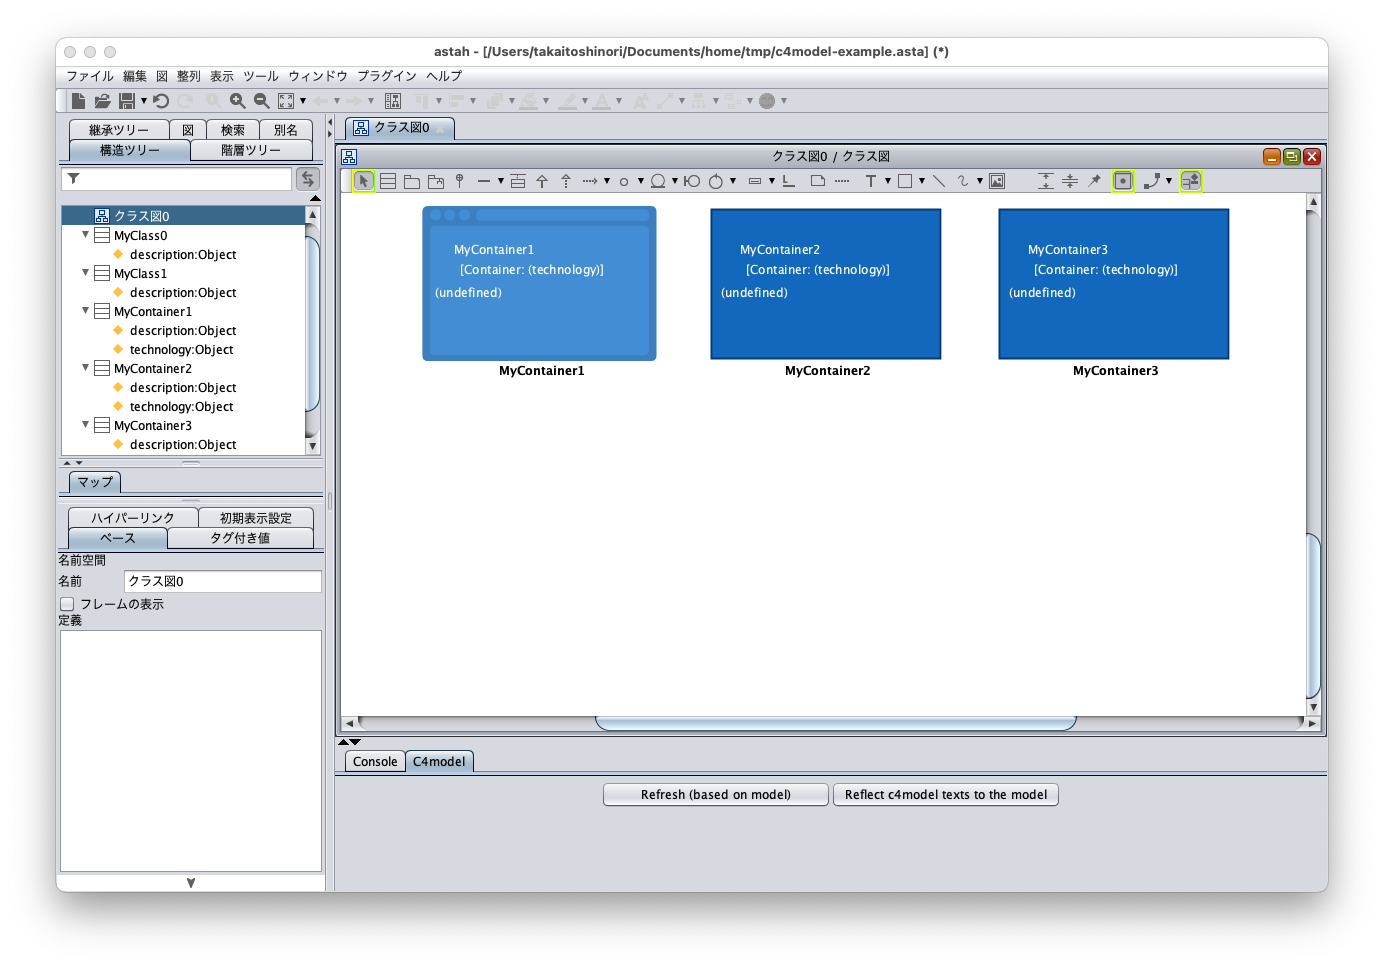 astah - [/Users/takaitoshinori/Documents/home/tmp/c4model-example.asta] (*)
ファイル 編集 図 整列 表示 ツール ウィンドウ プラグイン ヘルプ
継承ツリー 図 検索 別名
構造ツリー 階層ツリー
クラス図0
MyClass0
description:Object
MyClass1
description:Object
MyContainer1
description:Object
technology:Object
MyContainer2
description:Object
technology:Object
MyContainer3
description:Object
マップ
ハイパーリンク 初期表示設定
ベース タグ付き値
名前空間
名前 クラス図0
フレームの表示
定義
クラス図0
クラス図0 / クラス図
MyContainer1
[Container: (technology)]
(undefined)
MyContainer1
MyContainer2
[Container: (technology)]
(undefined)
MyContainer2
MyContainer3
[Container: (technology)]
(undefined)
MyContainer3
Console C4model
Refresh (based on model) Reflect c4model texts to the model